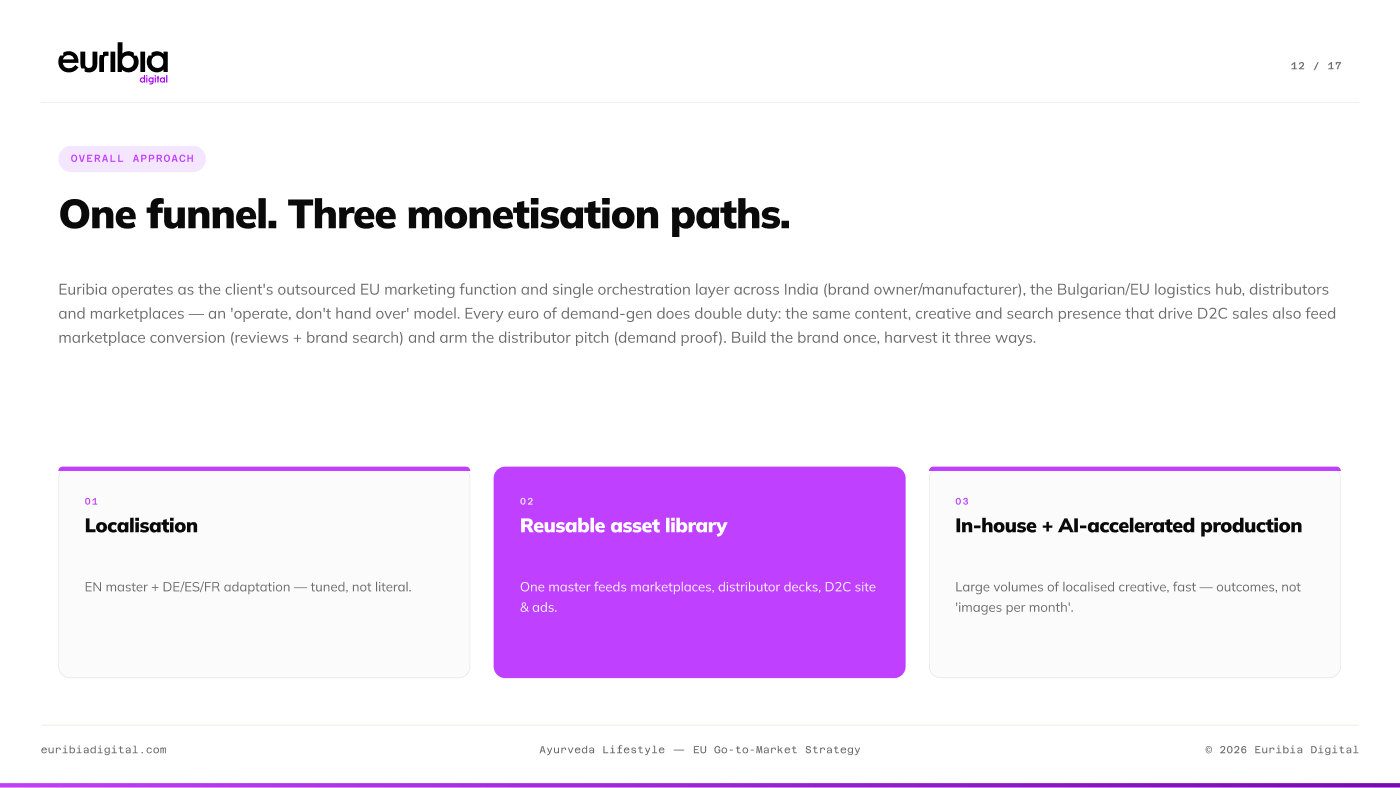 euribia
digital
12 / 17
OVERALL APPROACH
One funnel. Three monetisation paths.
Euribia operates as the client's outsourced EU marketing function and single orchestration layer across India (brand owner/manufacturer), the Bulgarian/EU logistics hub, distributors
and marketplaces — an 'operate, don't hand over' model. Every euro of demand-gen does double duty: the same content, creative and search presence that drive D2C sales also feed
marketplace conversion (reviews + brand search) and arm the distributor pitch (demand proof). Build the brand once, harvest it three ways.
01
Localisation
EN master + DE/ES/FR adaptation — tuned, not literal.
02
Reusable asset library
One master feeds marketplaces, distributor decks, D2C site
& ads.
03
In-house + AI-accelerated production
Large volumes of localised creative, fast — outcomes, not
'images per month'.
euribiadigital.com
Ayurveda Lifestyle — EU Go-to-Market Strategy
© 2026 Euribia Digital